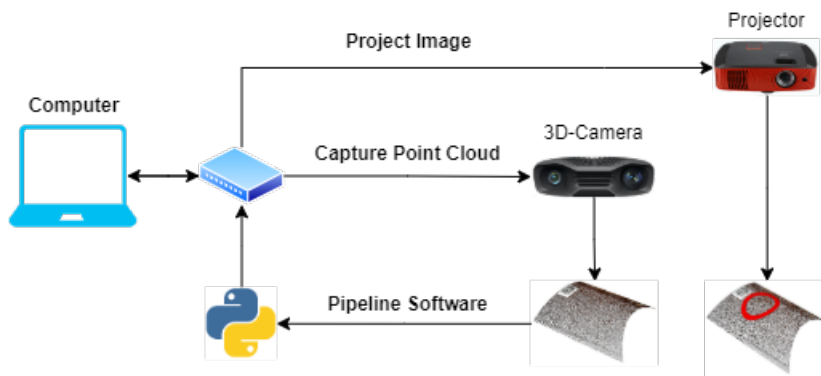 Projector
Project Image
Computer
3D-Camera
Capture Point Cloud
Pipeline Software